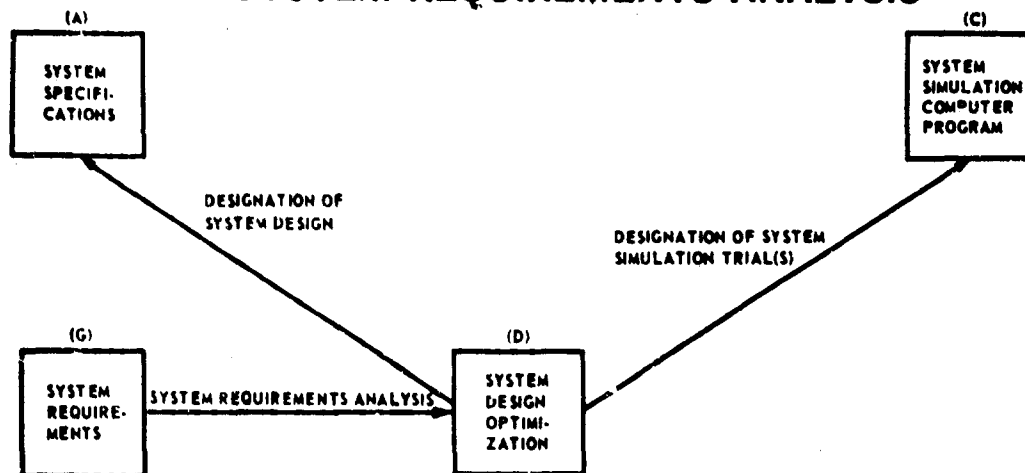 SYSTEM REQUIREMENTS ANALYSIS
(A)
SYSTEM
SPECIFI-
CATIONS
(C)
SYSTEM
SIMULATION
COMPUTER
PROGRAM
DESIGNATION OF
SYSTEM DESIGN
DESIGNATION OF SYSTEM
SIMULATION TRIAL(S)
(G)
SYSTEM
REQUIRE-
MENTS
SYSTEM REQUIREMENTS ANALYSIS
(D)
SYSTEM
DESIGN
OPTIMI-
ZATION